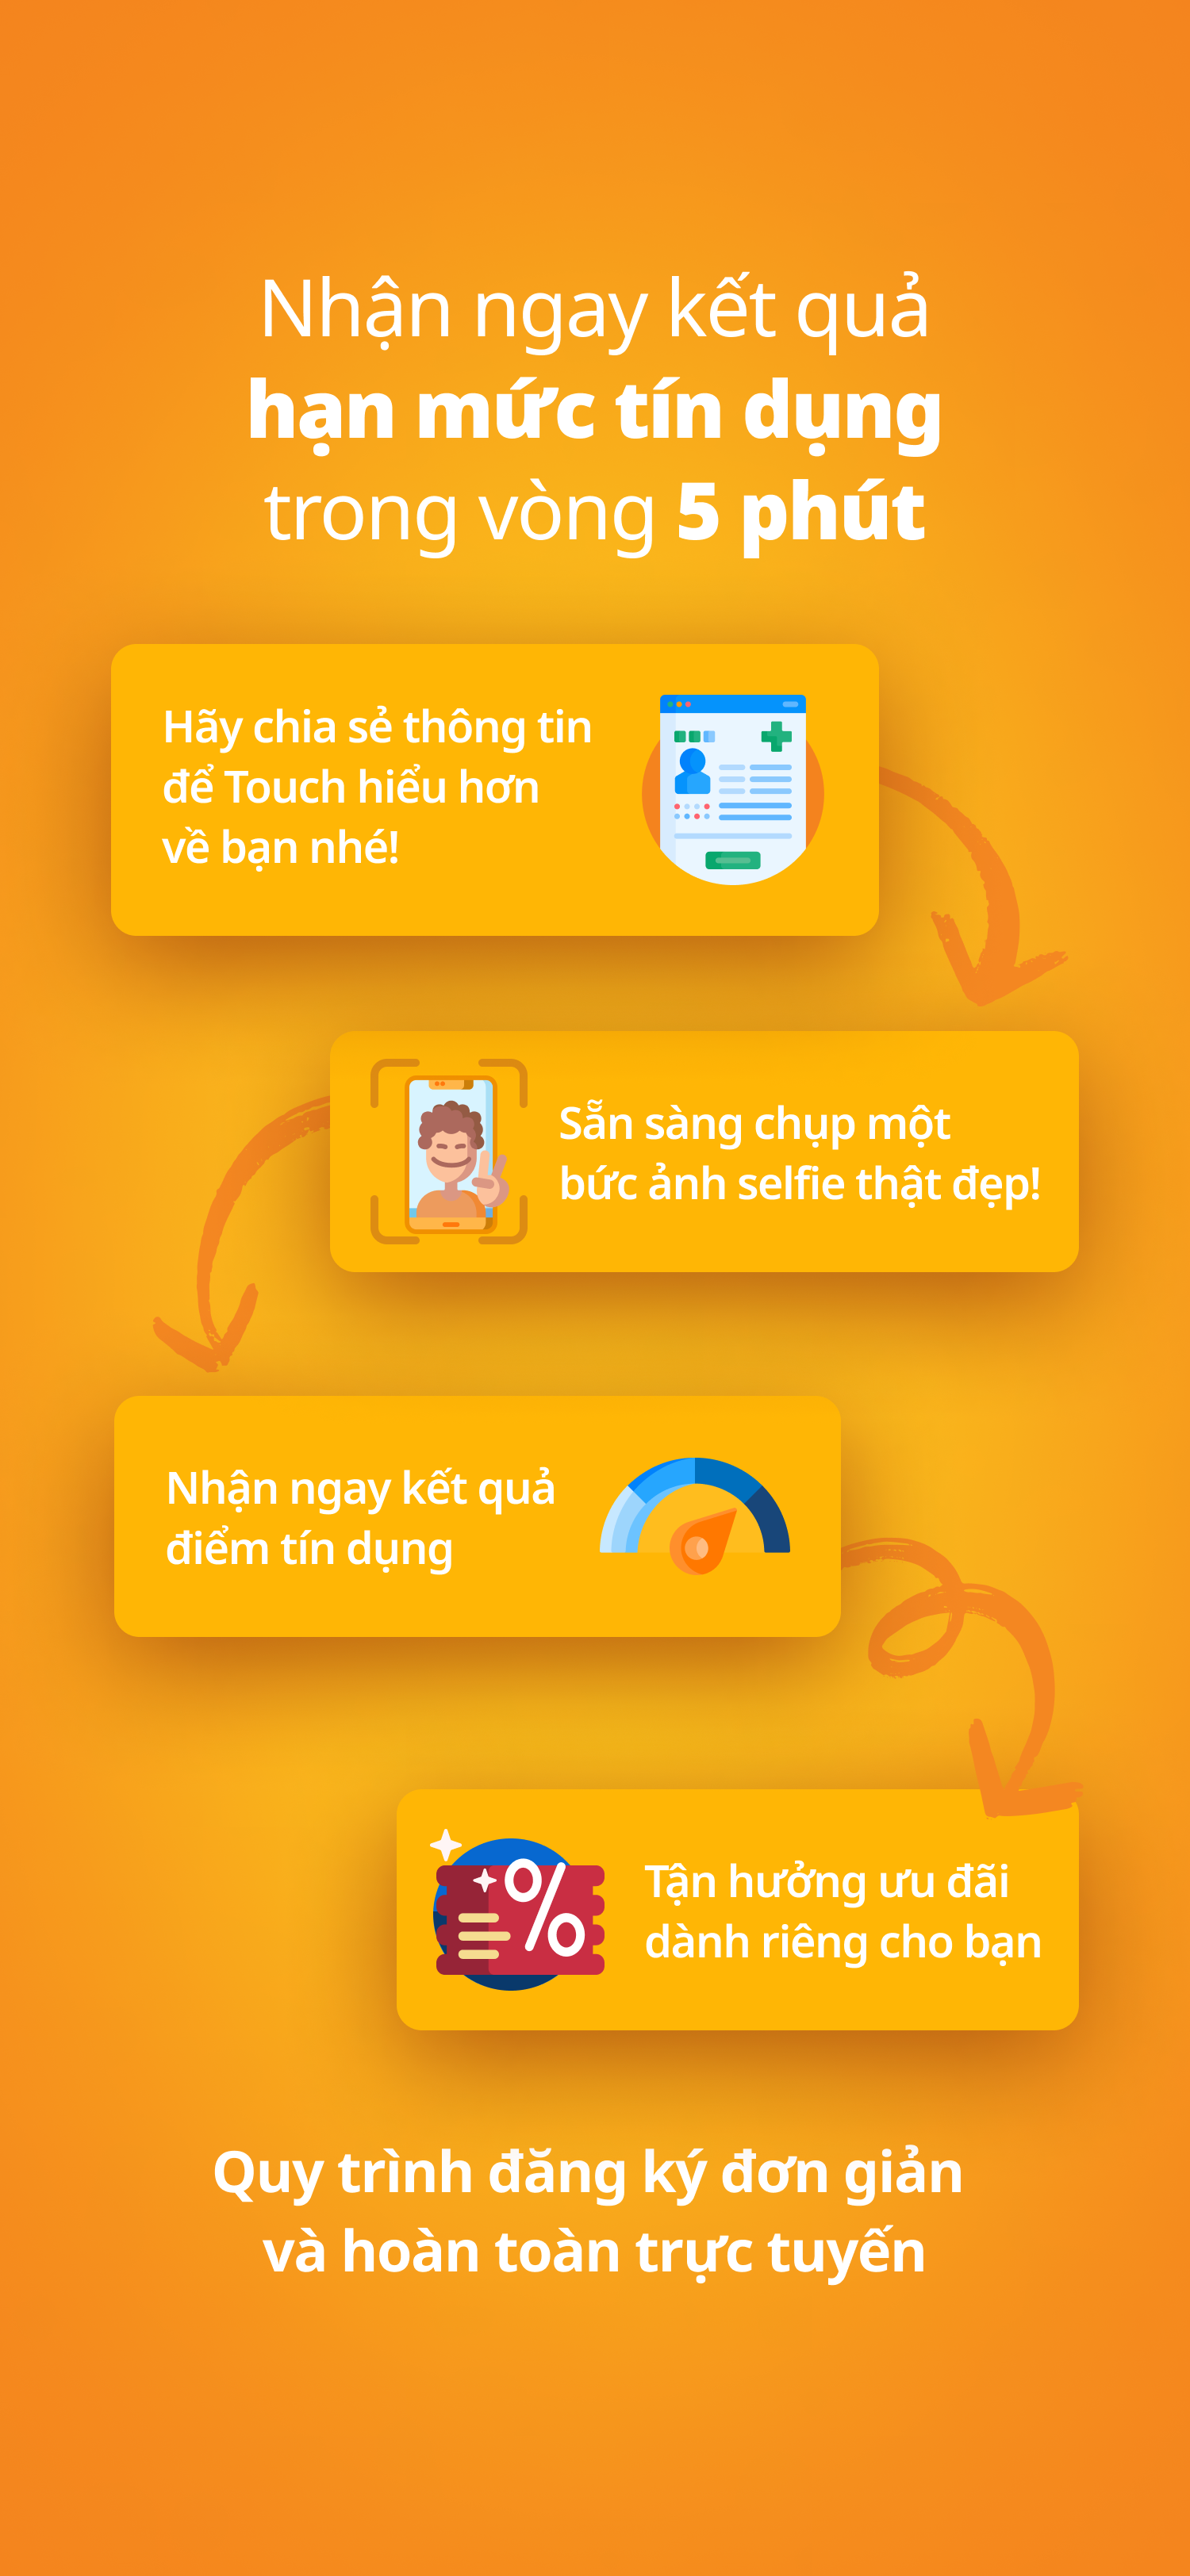 Nhận ngay kết quả
hạn mức tín dụng
trong vòng 5 phút
Hãy chia sẻ thông tin
để Touch hiểu hơn
về bạn nhé!
Sẵn sàng chụp một
bức ảnh selfie thật đẹp!
Nhận ngay kết quả
điểm tín dụng
%
Tận hưởng ưu đãi
dành riêng cho bạn
Quy trình đăng ký đơn giản
và hoàn toàn trực tuyến